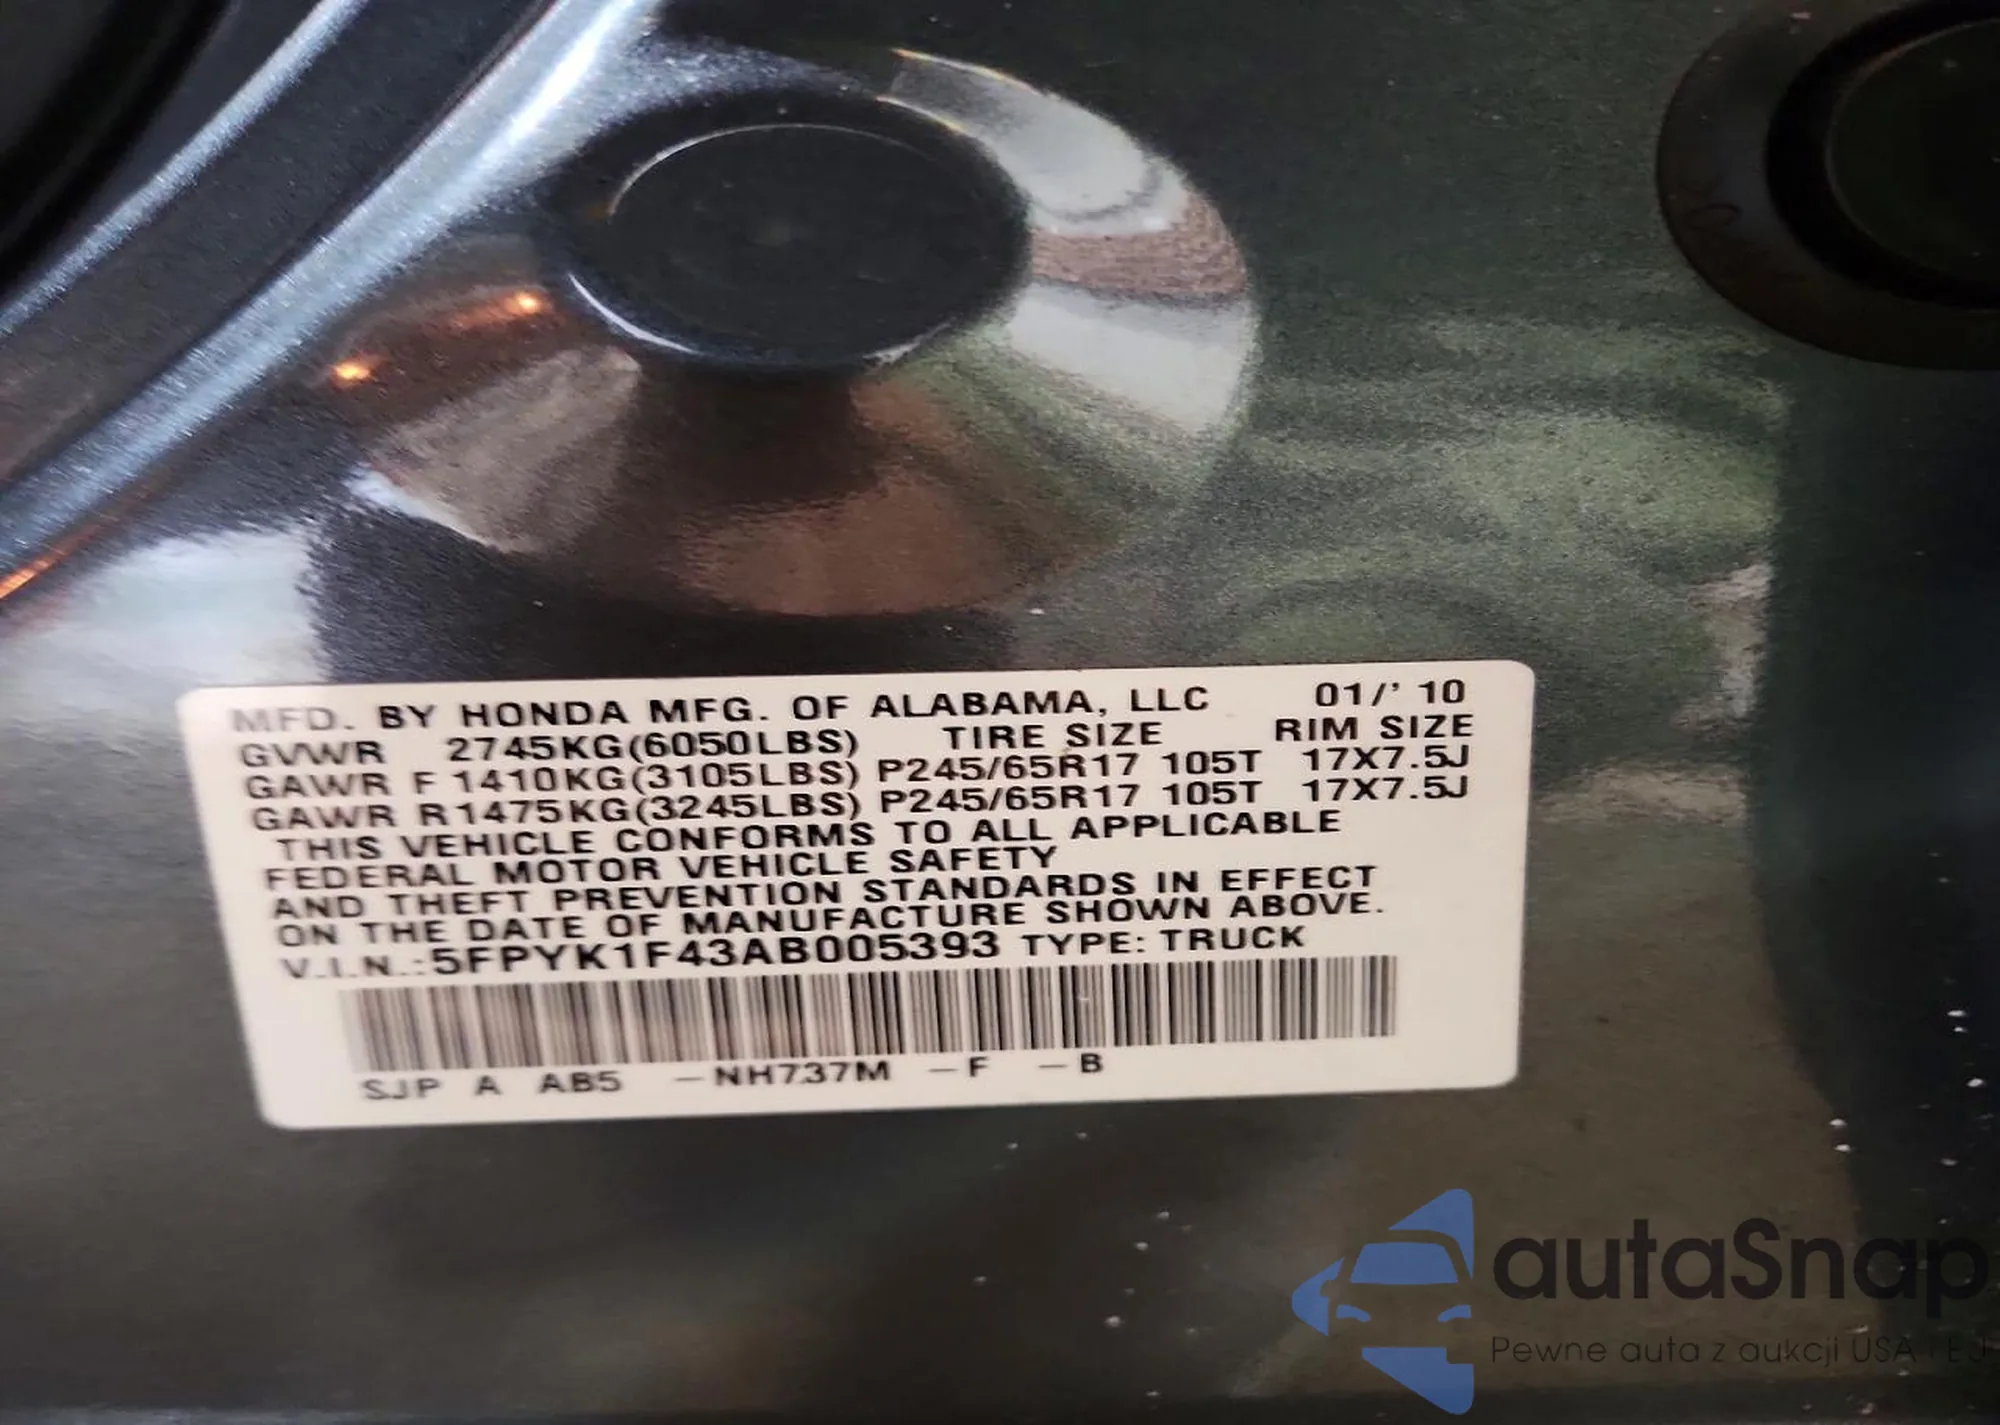 MFD. BY HONDA MFG. OF ALABAMA, LLC 01/' 10
GVWR 2745KG(6050LBS) TIRE SIZE RIM SIZE
GAWR F 1410KG(3105LBS) P245/65R17 105T 17X7.5J
GAWR R 1475KG(3245LBS) P245/65R17 105T 17X7.5J
THIS VEHICLE CONFORMS TO ALL APPLICABLE
FEDERAL MOTOR VEHICLE SAFETY
AND THEFT PREVENTION STANDARDS IN EFFECT
ON THE DATE OF MANUFACTURE SHOWN ABOVE.
V.I.N.:5FPYK1F43AB005393 TYPE: TRUCK
SJP A AB5 -NH737M -F -B
autaSnap
Pewne auta z aukcji USA i EJ